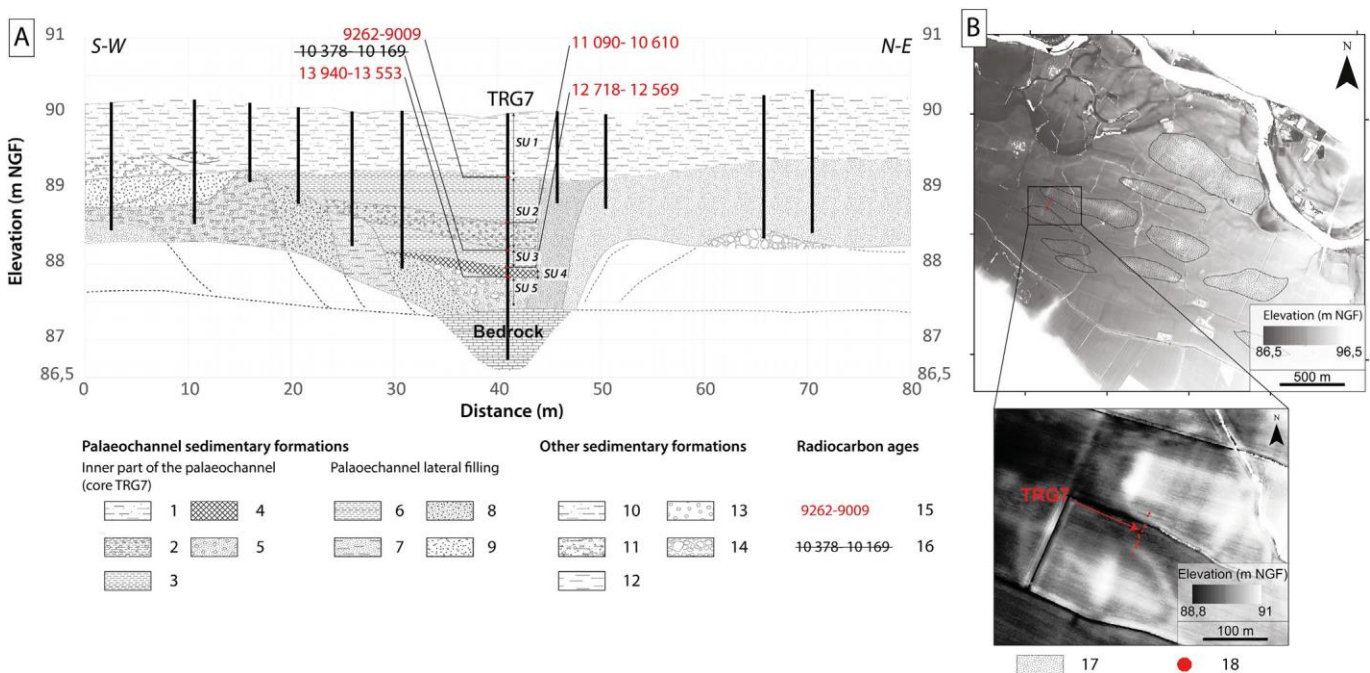 A
S-W
N-E
9262-9009
10 378- 10 169
13 940-13 553
11 090- 10 610
12 718- 12 569
TRG7
SU 1
SU 2
SU 3
SU 4
SU 5
Bedrock
Elevation (m NGF)
91
90
89
88
87
86,5
91
90
89
88
87
86,5
0
10
20
30
40
50
60
70
80
Distance (m)
Palaeochannel sedimentary formations
Inner part of the palaeochannel
(core TRG7)
1
2
3
4
5
Palaoechannel lateral filling
6
7
8
9
Other sedimentary formations
10
11
12
13
14
Radiocarbon ages
9262-9009 15
10 378- 10 169 16
B
N
Elevation (m NGF)
86,5 96,5
500 m
N
TRG7
Elevation (m NGF)
88,8 91
100 m
17
18